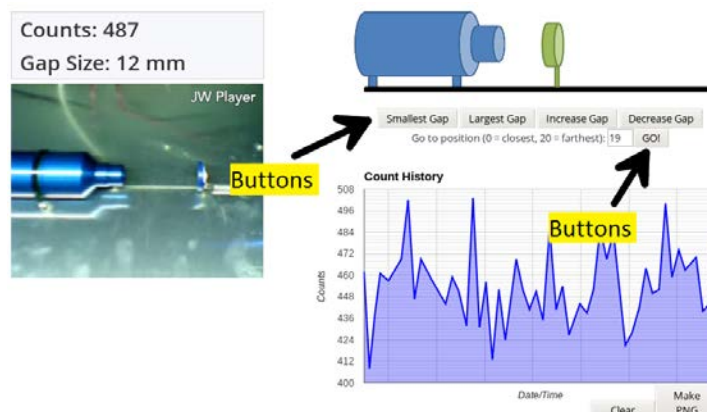 Counts: 487
Gap Size: 12 mm
JW Player
Smallest Gap
Largest Gap
Increase Gap
Decrease Gap
Go to position (0 = closest, 20 = farthest):
19
GO!
Buttons
Buttons
Count History
508
496
484
472
460
448
436
424
412
400
Counts
Date/Time
Clear
Make
PNG